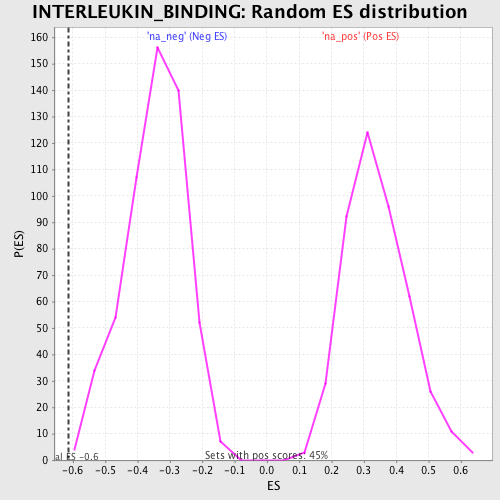 INTERLEUKIN_BINDING: Random ES distribution
'na_neg' (Neg ES) 'na_pos' (Pos ES)
P(ES)
160
150
140
130
120
110
100
90
80
70
60
50
40
30
20
10
0
al ES -0.6 Sets with pos scores: 45%
-0.6 -0.5 -0.4 -0.3 -0.2 -0.1 0.0 0.1 0.2 0.3 0.4 0.5 0.6
ES